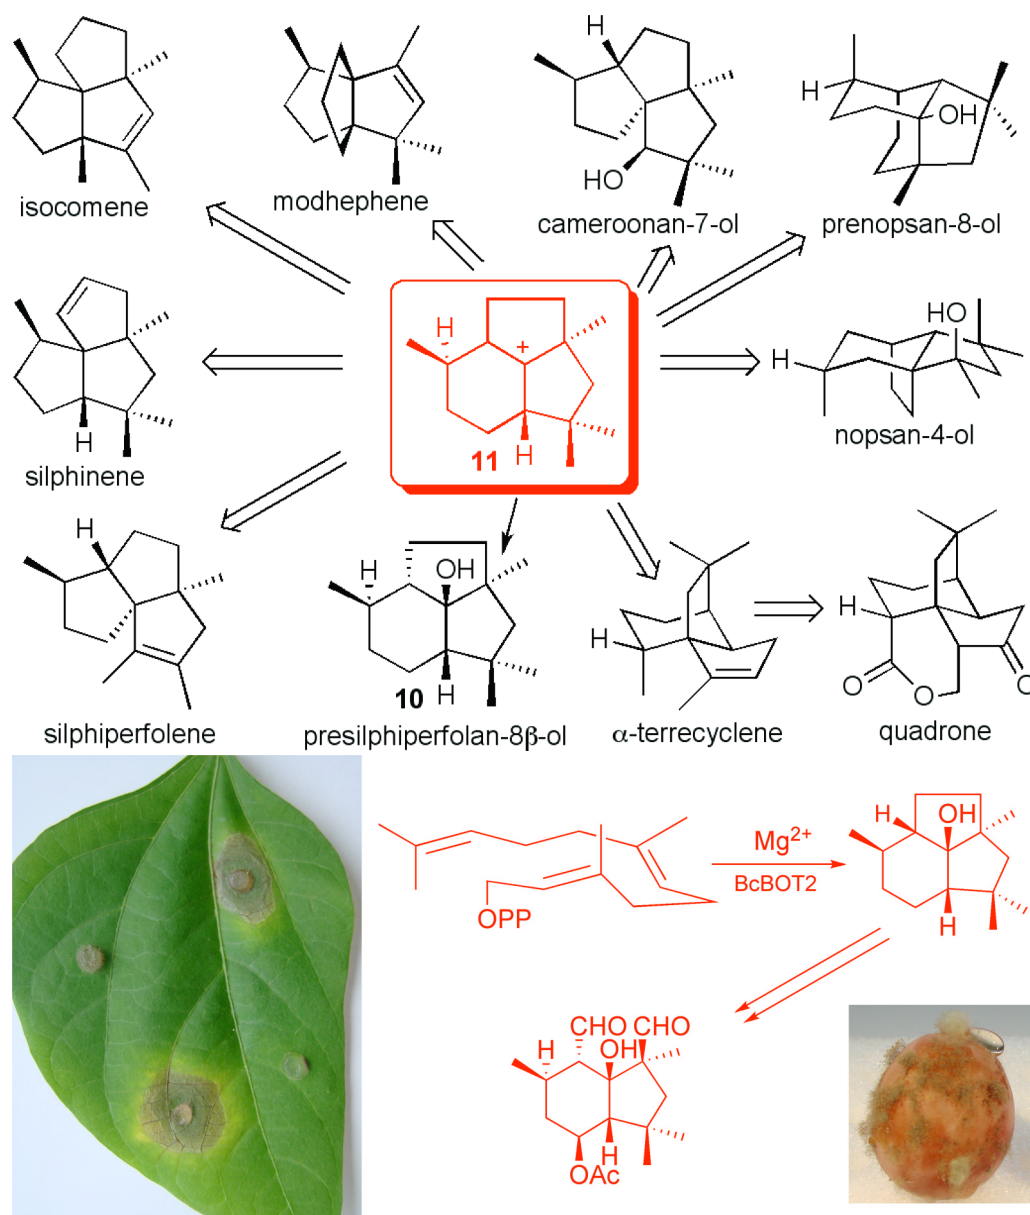 H
H
OH
HO
isocomene
modhephene
cameroonan-7-ol
prenopsan-8-ol
H
+
H
11
H
silphinene
HO
H
nopsan-4-ol
H
silphiperfolene
H
OH
H
10
presilphiperfolan-8β-ol
H
α-terrecyclene
H
O
O
O
quadrone
OPP
Mg2+
BcBOT2
H
OH
H
CHO CHO
H
OH
H
OAc